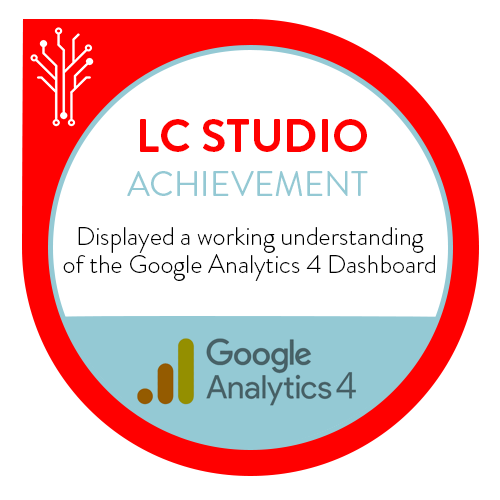 LC STUDIO
ACHIEVEMENT
Displayed a working understanding
of the Google Analytics 4 Dashboard
Google
Analytics 4